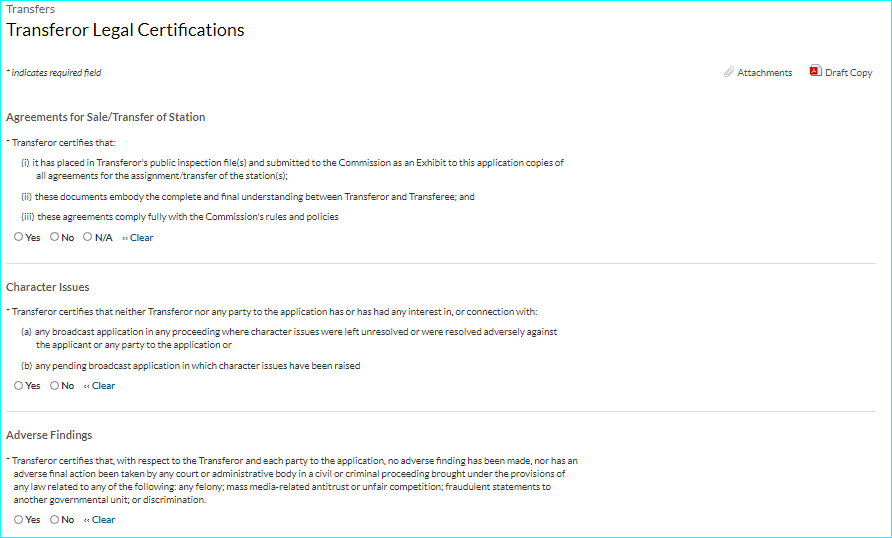 Transfers
Transferor Legal Certifications
* indicates required field
Attachments Draft Copy
Agreements for Sale/Transfer of Station
* Transferor certifies that:
(i) it has placed in Transferor's public inspection file(s) and submitted to the Commission as an Exhibit to this application copies of
all agreements for the assignment/transfer of the station(s);
(ii) these documents embody the complete and final understanding between Transferor and Transferee; and
(iii) these agreements comply fully with the Commission's rules and policies
Yes No N/A ‹‹ Clear
Character Issues
* Transferor certifies that neither Transferor nor any party to the application has or has had any interest in, or connection with:
(a) any broadcast application in any proceeding where character issues were left unresolved or were resolved adversely against
the applicant or any party to the application or
(b) any pending broadcast application in which character issues have been raised
Yes No ‹‹ Clear
Adverse Findings
* Transferor certifies that, with respect to the Transferor and each party to the application, no adverse finding has been made, nor has an
adverse final action been taken by any court or administrative body in a civil or criminal proceeding brought under the provisions of
any law related to any of the following: any felony; mass media-related antitrust or unfair competition; fraudulent statements to
another governmental unit; or discrimination.
Yes No ‹‹ Clear